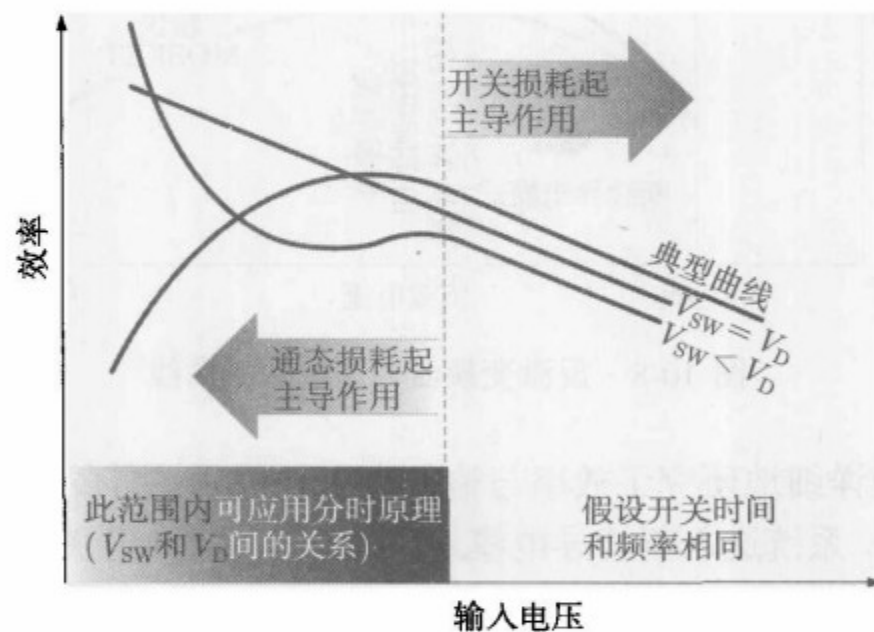 开关损耗起
主导作用
效率
典型曲线
V_SW = V_D
V_SW < V_D
通态损耗起
主导作用
此范围内可应用分时原理
(V_SW和 V_D间的关系)
假设开关时间
和频率相同
输入电压